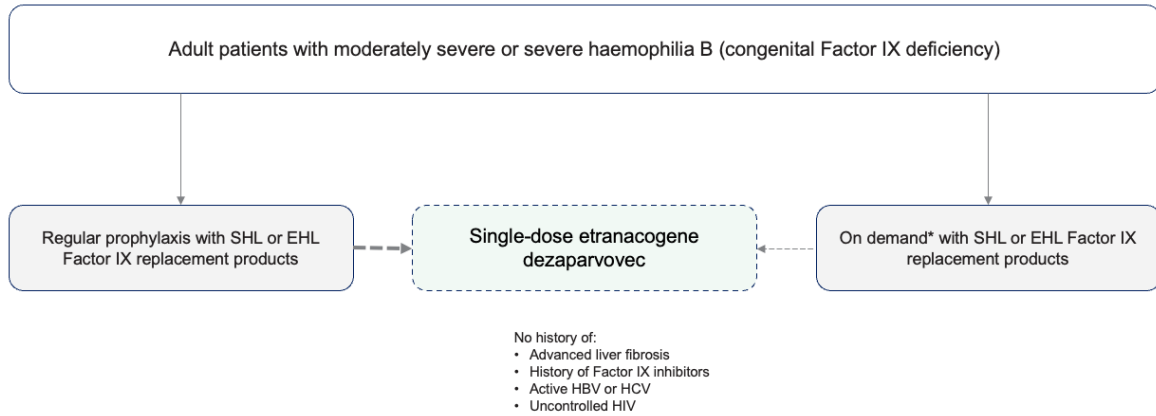 Adult patients with moderately severe or severe haemophilia B (congenital Factor IX deficiency)
Regular prophylaxis with SHL or EHL
Factor IX replacement products
Single-dose etranacogene
dezaparvovec
On demand* with SHL or EHL Factor IX
replacement products
No history of:
• Advanced liver fibrosis
• History of Factor IX inhibitors
• Active HBV or HCV
• Uncontrolled HIV